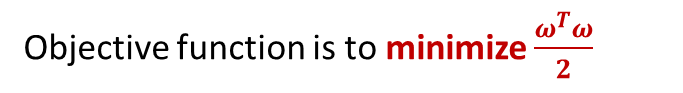 Objective function is to minimize ωᵀω/2